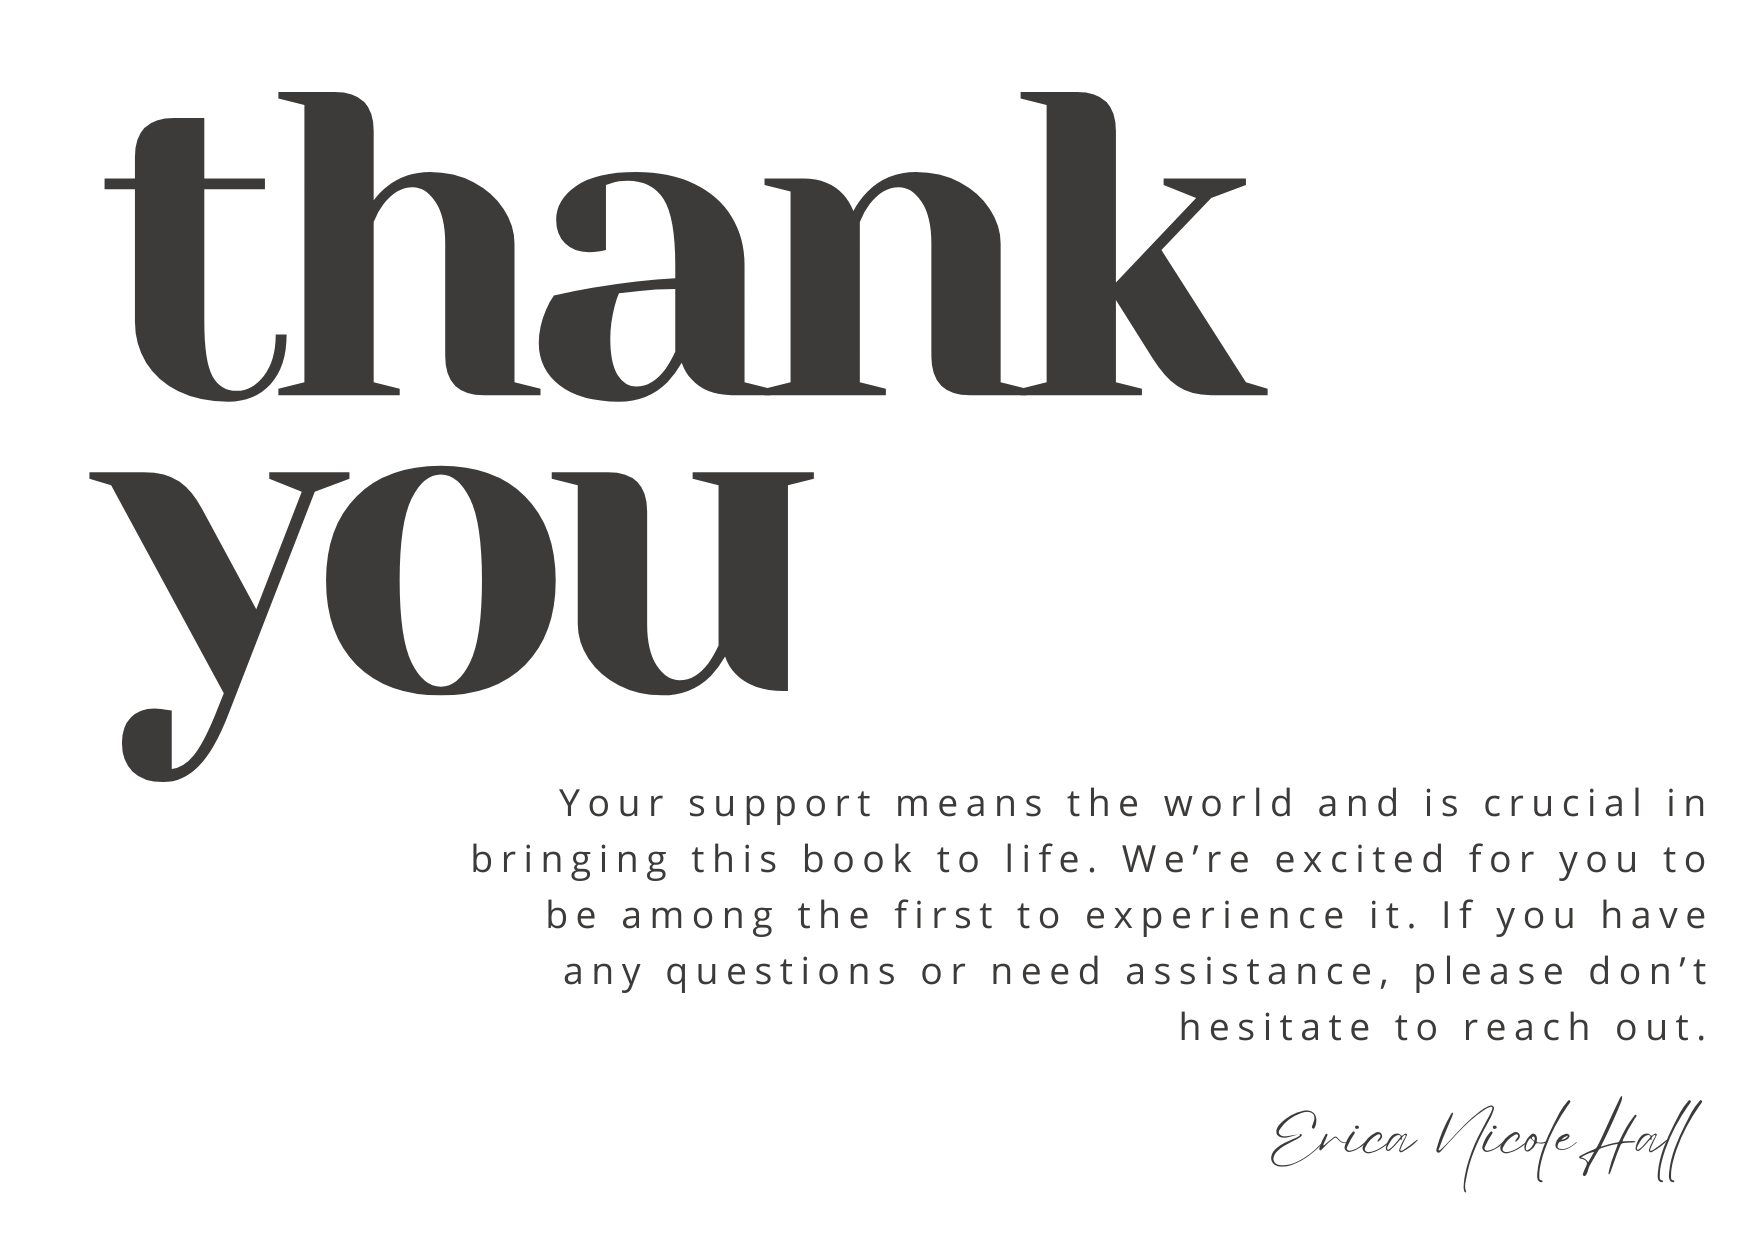 thank
you
Your support means the world and is crucial in
bringing this book to life. We’re excited for you to
be among the first to experience it. If you have
any questions or need assistance, please don’t
hesitate to reach out.
Erica Nicole Hall